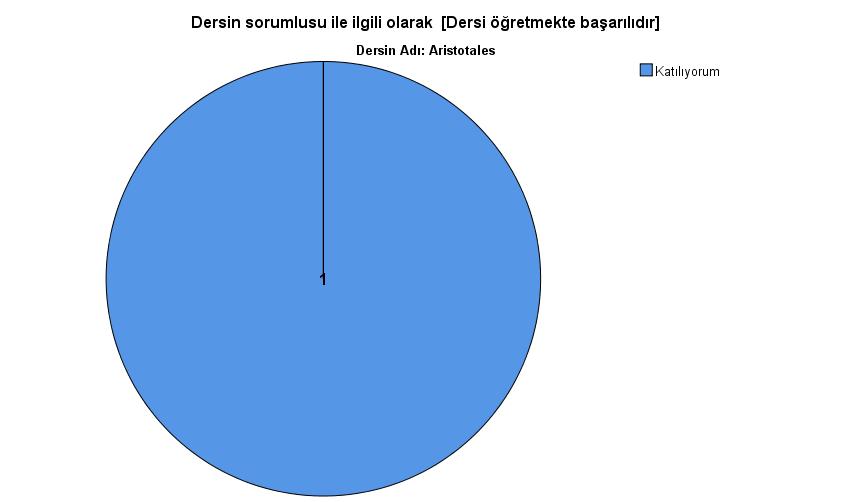 Dersin sorumlusu ile ilgili olarak [Dersi öğretmekte başarılıdır]
Dersin Adı: Aristotales
Katılıyorum
1